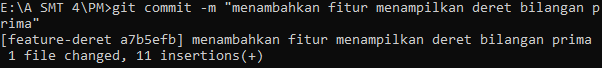 E:\A SMT 4\PM>git commit -m "menambahkan fitur menampilkan deret bilangan p
rima"
[feature-deret a7b5efb] menambahkan fitur menampilkan deret bilangan prima
 1 file changed, 11 insertions(+)